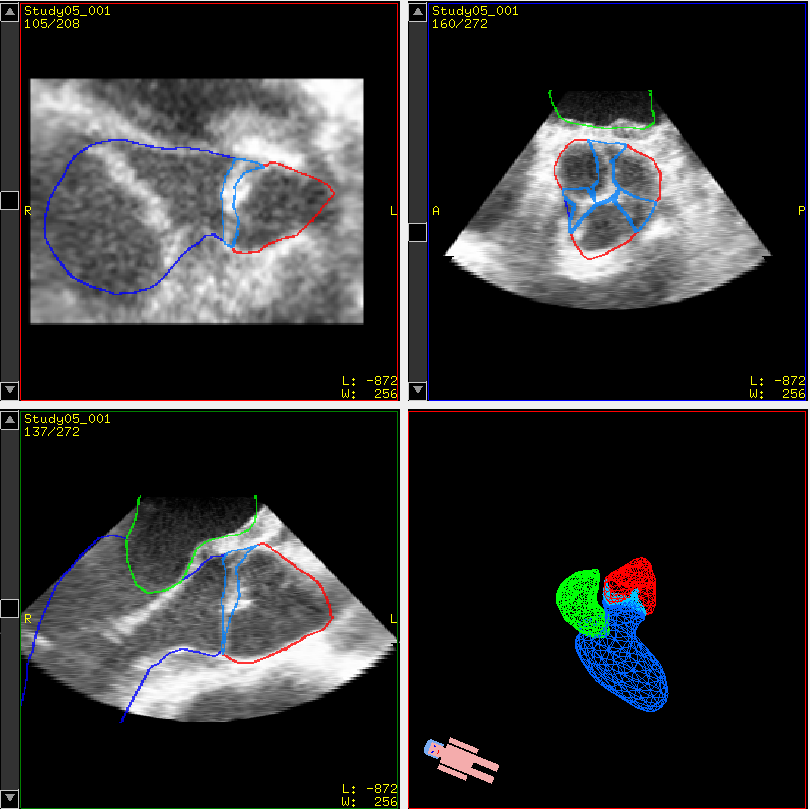 Study05_001
105/208
R
L
L: -872
W: 256
Study05_001
160/272
A
P
L: -872
W: 256
Study05_001
137/272
R
L
L: -872
W: 256